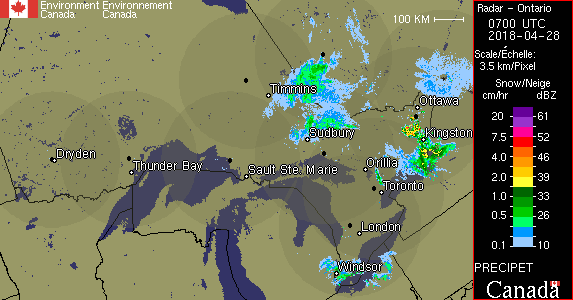 Environment Environnement
Canada Canada
100 KM
Timmins
Ottawa
Sudbury
Kingston
Dryden
Thunder Bay
Sault Ste. Marie
Orillia
Toronto
London
Windsor
Radar - Ontario
0700 UTC
2018-04-28
Scale/Échelle:
3.5 km/Pixel
Snow/Neige
cm/hr dBZ
20 61
7.5 52
4.0 46
2.0 39
1.0 33
0.5 26
0.1 10
PRECIPET
Canada